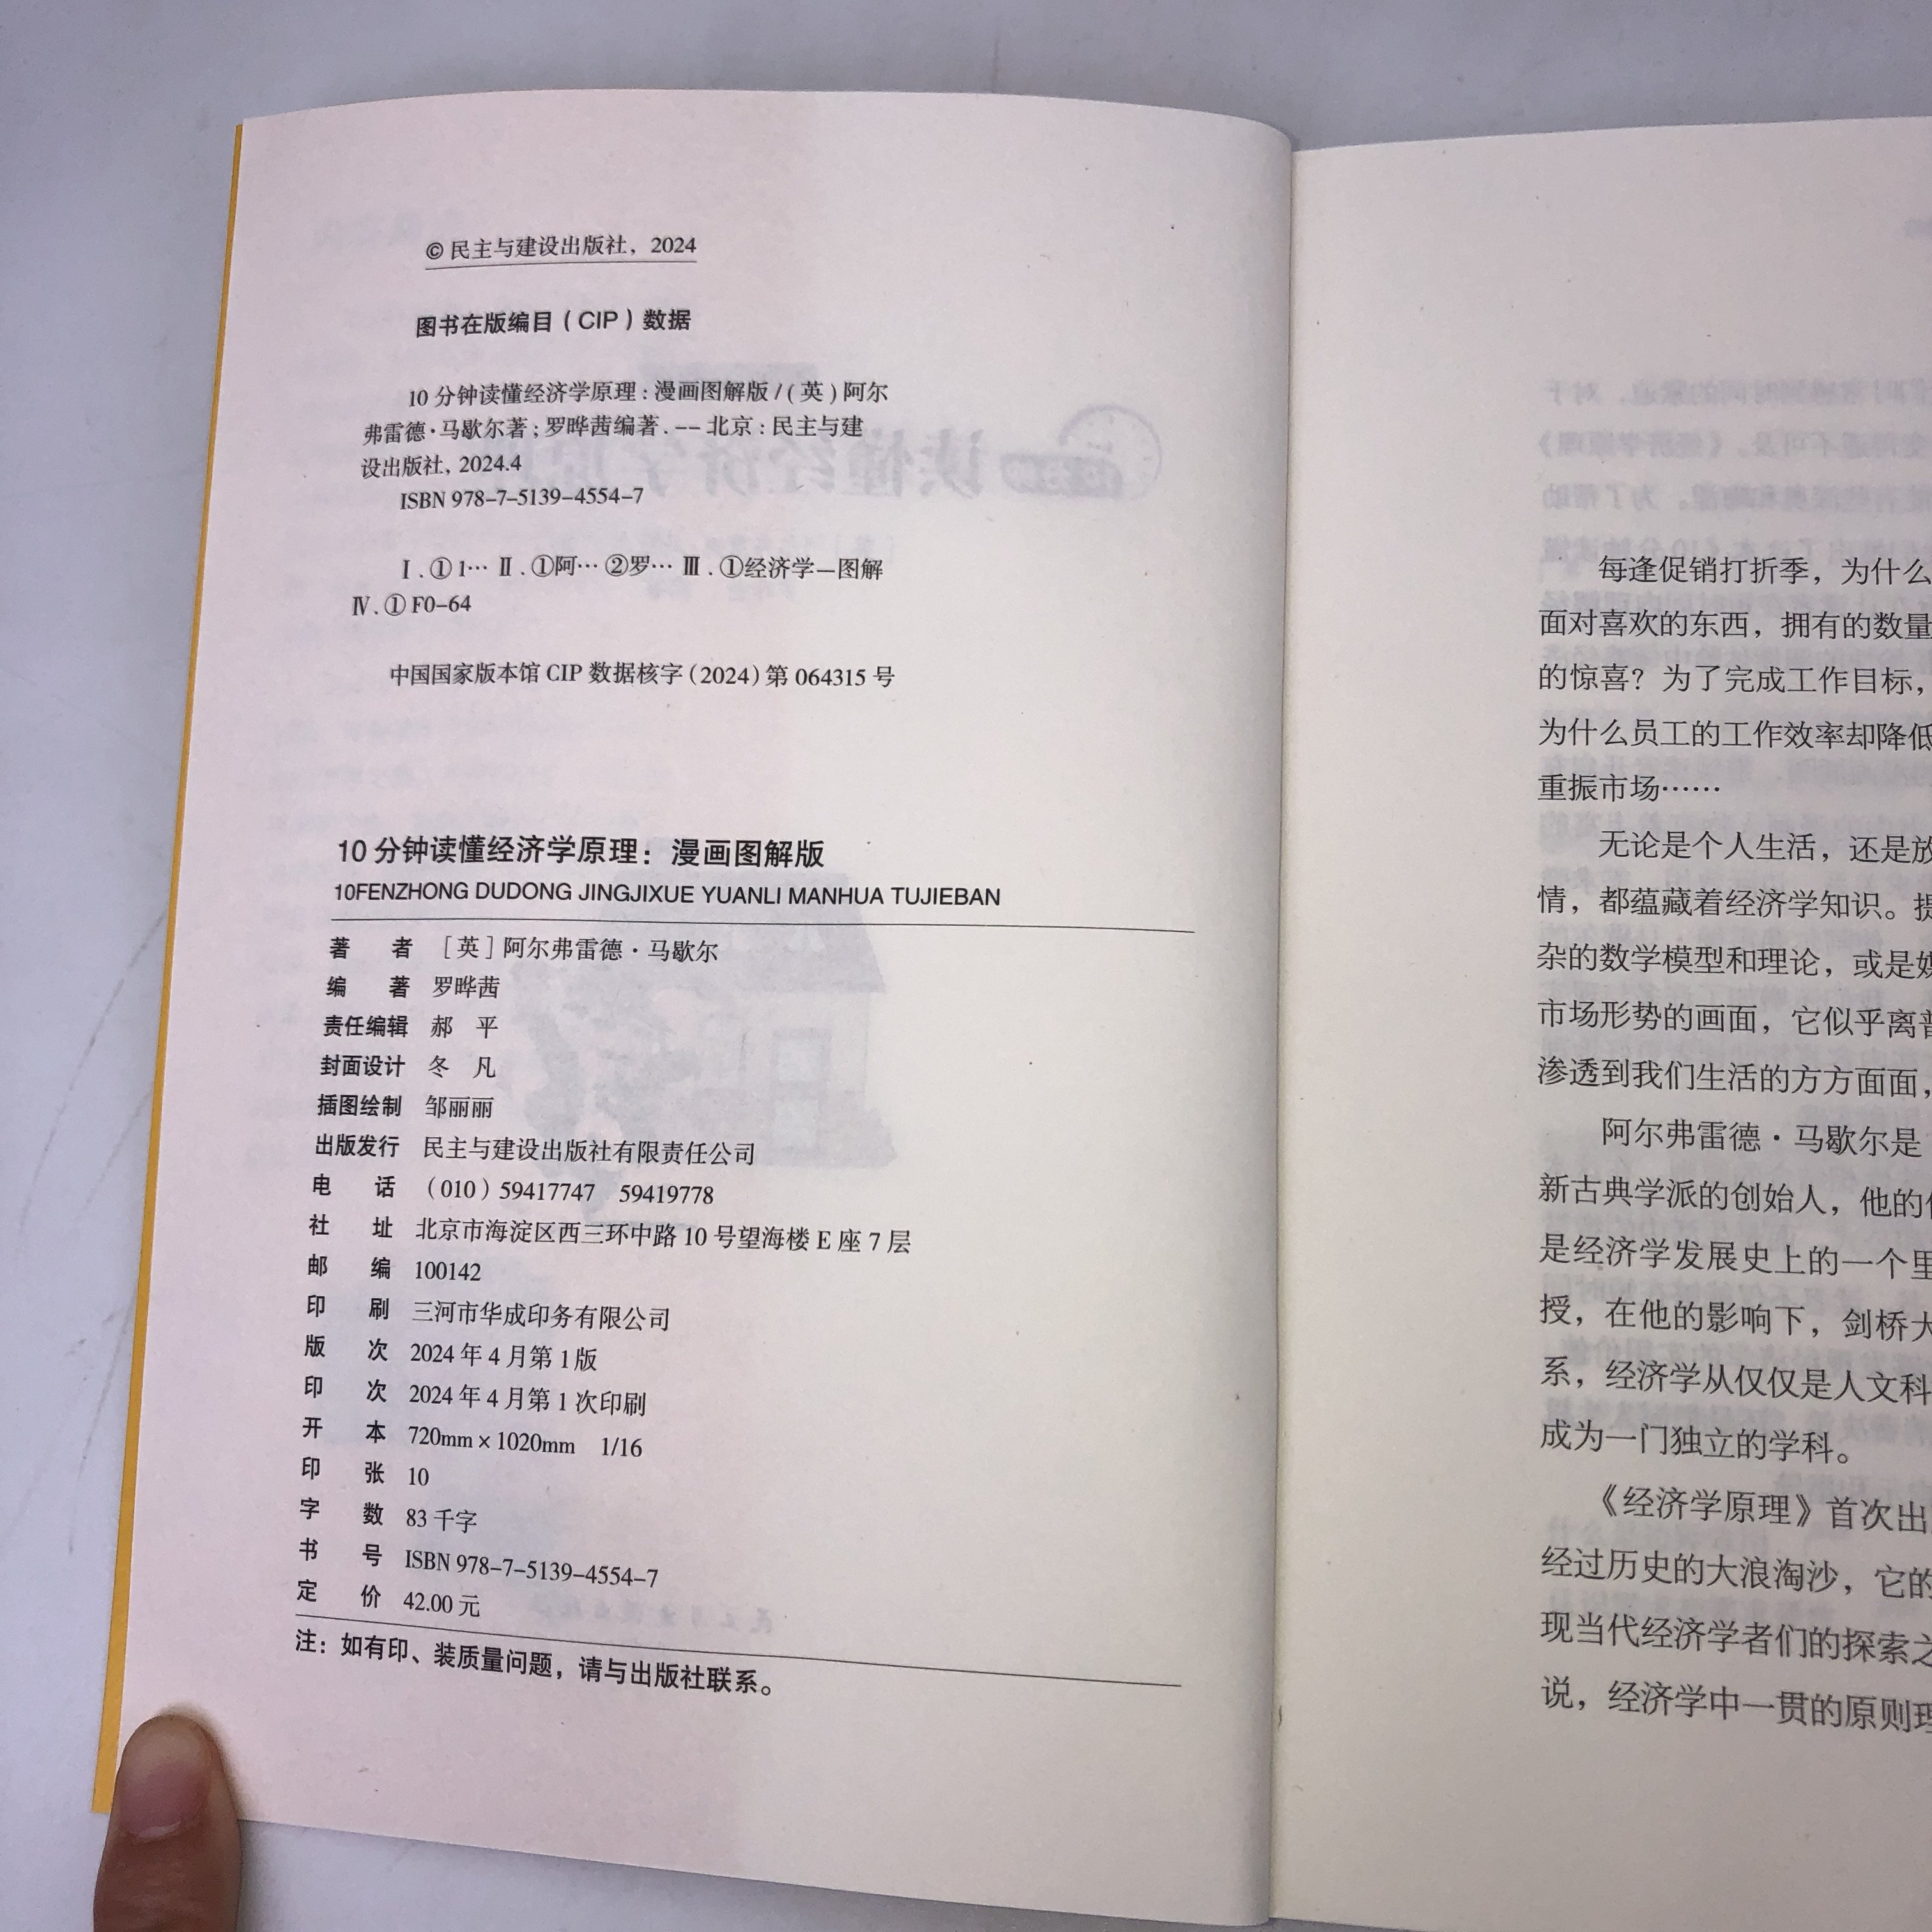 © 民主与建设出版社，2024
图书在版编目（CIP）数据
10 分钟读懂经济学原理：漫画图解版 /（英）阿尔
弗雷德·马歇尔著；罗晔茜编著. -- 北京：民主与建
设出版社，2024.4
ISBN 978-7-5139-4554-7
Ⅰ.①1… Ⅱ.①阿… ②罗… Ⅲ.①经济学—图解
Ⅳ.①F0-64
中国国家版本馆 CIP 数据核字（2024）第 064315 号
10 分钟读懂经济学原理：漫画图解版
10FENZHONG DUDONG JINGJIXUE YUANLI MANHUA TUJIEBAN
著 者 ［英］阿尔弗雷德·马歇尔
编 著 罗晔茜
责任编辑 郝 平
封面设计 冬 凡
插图绘制 邹丽丽
出版发行 民主与建设出版社有限责任公司
电 话 （010）59417747 59419778
社 址 北京市海淀区西三环中路 10 号望海楼 E 座 7 层
邮 编 100142
印 刷 三河市华成印务有限公司
版 次 2024 年 4 月第 1 版
印 次 2024 年 4 月第 1 次印刷
开 本 720mm×1020mm 1/16
印 张 10
字 数 83 千字
书 号 ISBN 978-7-5139-4554-7
定 价 42.00 元
注：如有印、装质量问题，请与出版社联系。
每逢促销打折季，为什么
面对喜欢的东西，拥有的数量
的惊喜？为了完成工作目标，
为什么员工的工作效率却降低
重振市场……
无论是个人生活，还是放
情，都蕴藏着经济学知识。提
杂的数学模型和理论，或是
市场形势的画面，它似乎离普
渗透到我们生活的方方面面，
阿尔弗雷德·马歇尔是
新古典学派的创始人，他的
是经济学发展史上的一个里
授，在他的影响下，剑桥大
系，经济学从仅仅是人文科
成为一门独立的学科。
《经济学原理》首次出
经过历史的大浪淘沙，它的
现当代经济学者们的探索之
说，经济学中一贯的原则理